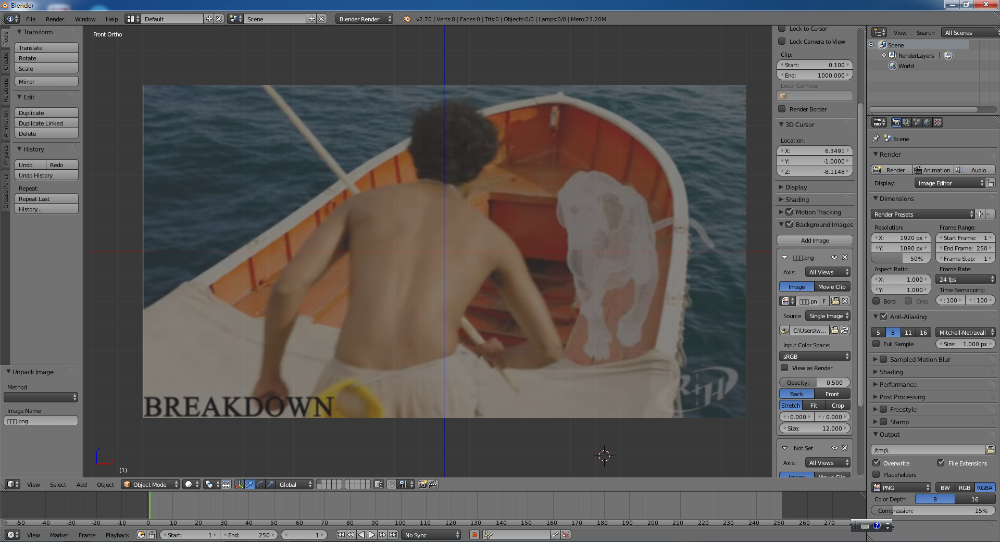 Blender
File Render Window Help Default Scene Blender Render v2.70 | Verts:0 | Faces:0 | Tris:0 | Objects:0/0 | Lamps:0/0 | Mem:23.20M
Tools
Create
Relations
Animation
Physics
Grease Pencil
Transform
Translate
Rotate
Scale
Mirror
Edit
Duplicate
Duplicate Linked
Delete
History
Undo Redo
Undo History
Repeat:
Repeat Last
History...
Unpack Image
Method
Image Name
.png
Front Ortho
BREAKDOWN
R+H
z
x
(1)
Lock to Cursor
Lock Camera to View
Clip:
Start: 0.100
End: 1000.000
Local Camera:
Render Border
3D Cursor
Location:
X: 6.3491
Y: -1.0000
Z: -8.1148
Display
Shading
Motion Tracking
Background Images
Add Image
.png
Axis: All Views
Image Movie Clip
.pn F
Source Single Image
C:\Users\w...
Input Color Space:
sRGB
View as Render
Opacity: 0.500
Back Front
Stretch Fit Crop
:0.000 : 0.000
Size: 12.000
Not Set
Axis: All Views
Image Movie Clip
View Search All Scenes
Scene
RenderLayers |
World
Scene
Render
Render Animation Audio
Display: Image Editor
Dimensions
Render Presets
Resolution: Frame Range:
X: 1920 px Start Frame: 1
Y: 1080 px End Frame: 250
50% Frame Step: 1
Aspect Ratio: Frame Rate:
X: 1.000 24 fps
Y: 1.000 Time Remapping:
Bord Crop :100 :100
Anti-Aliasing
5 8 11 16 Mitchell-Netravali
Full Sample Size: 1.000 px
Sampled Motion Blur
Shading
Performance
Post Processing
Freestyle
Stamp
Output
/tmp\
Overwrite File Extensions
Placeholders
PNG BW RGB RGBA
Color Depth: 8 16
Compression: 15%
View Select Add Object Object Mode Global
-50 -40 -30 -20 -10 0 10 20 30 40 50 60 70 80 90 100 110 120 130 140 150 160 170 180 190 200 210 220 230 240 250 260 270
View Marker Frame Playback Start: 1 End: 250 1 No Sync